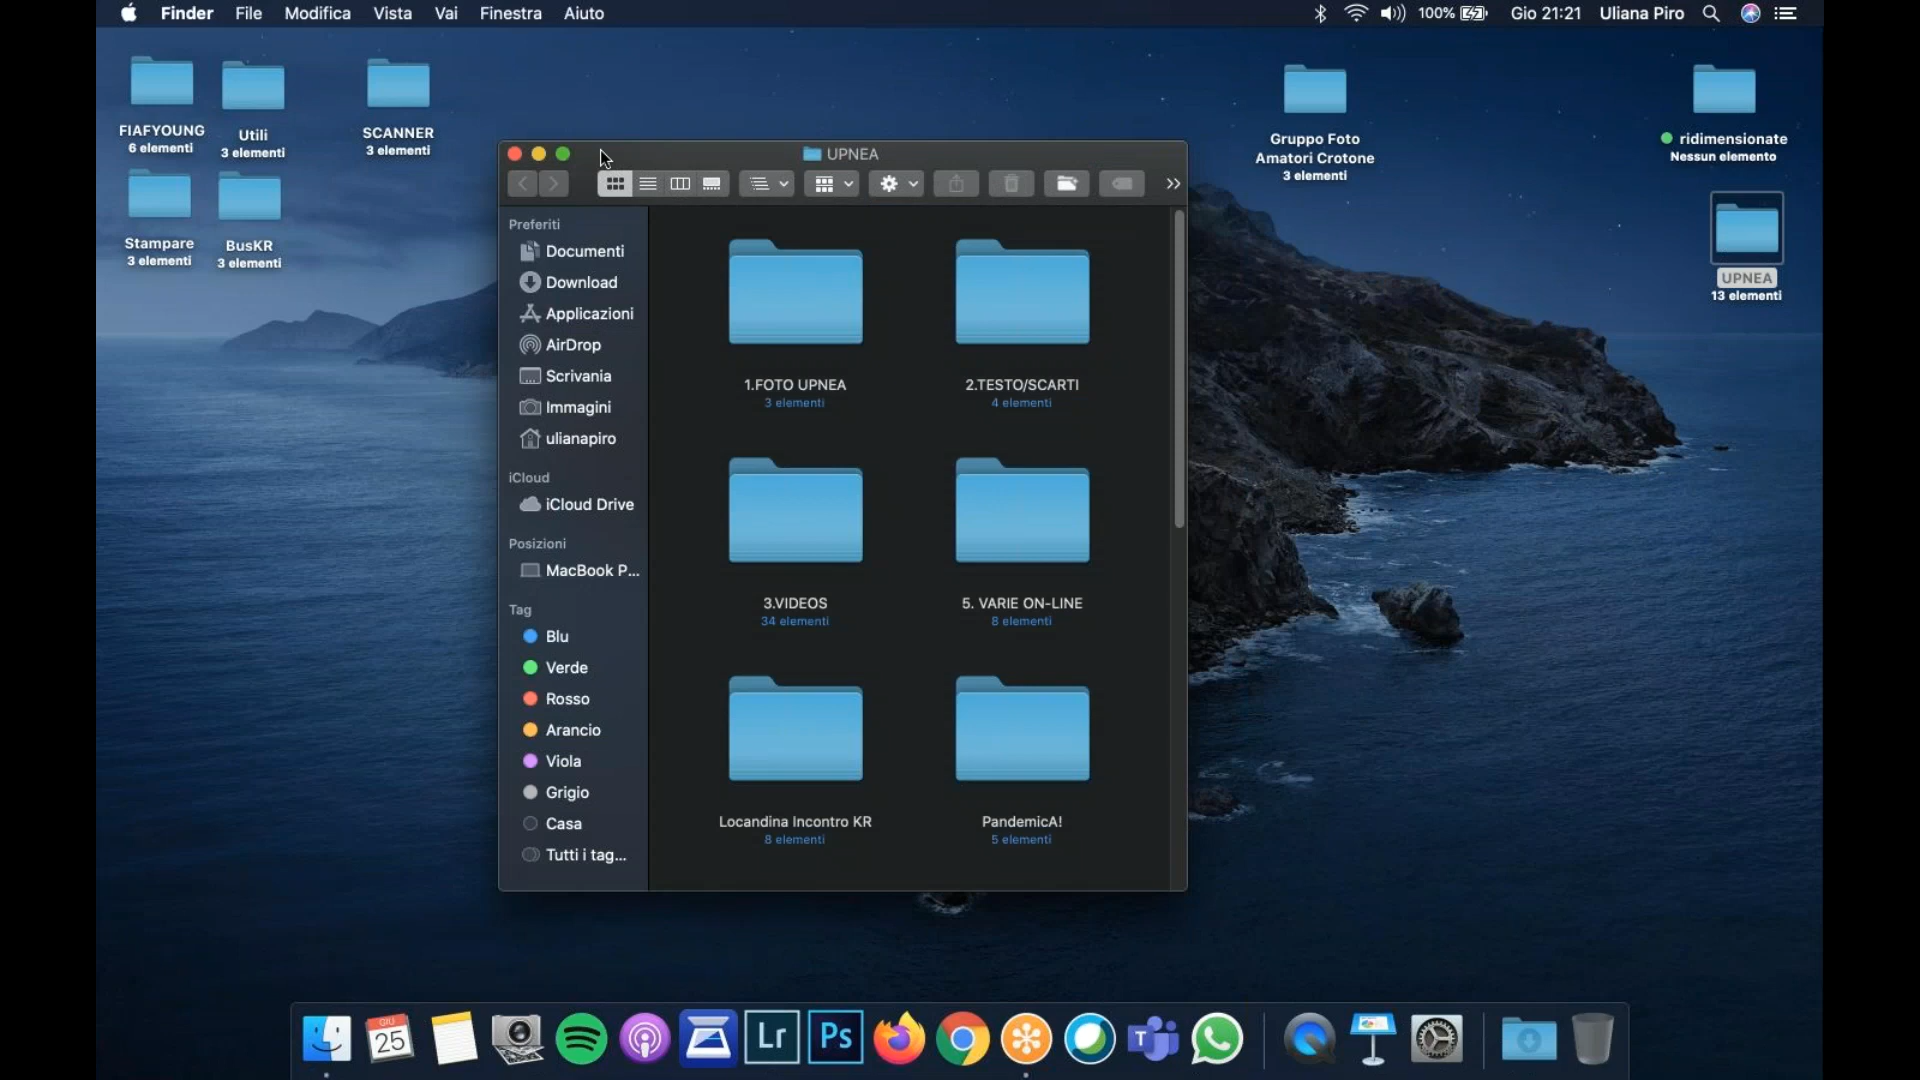 Finder File Modifica Vista Vai Finestra Aiuto 100% Gio 21:21 Uliana Piro
FIAFYOUNG
6 elementi
Utili
3 elementi
SCANNER
3 elementi
Stampare
3 elementi
BusKR
3 elementi
Gruppo Foto
Amatori Crotone
3 elementi
ridimensionate
Nessun elemento
UPNEA
13 elementi
UPNEA
Preferiti
Documenti
Download
Applicazioni
AirDrop
Scrivania
Immagini
ulianapiro
iCloud
iCloud Drive
Posizioni
MacBook P...
Tag
Blu
Verde
Rosso
Arancio
Viola
Grigio
Casa
Tutti i tag...
1.FOTO UPNEA
3 elementi
2.TESTO/SCARTI
4 elementi
3.VIDEOS
34 elementi
5. VARIE ON-LINE
8 elementi
Locandina Incontro KR
8 elementi
PandemicA!
5 elementi
GIU
25
Lr
Ps
T